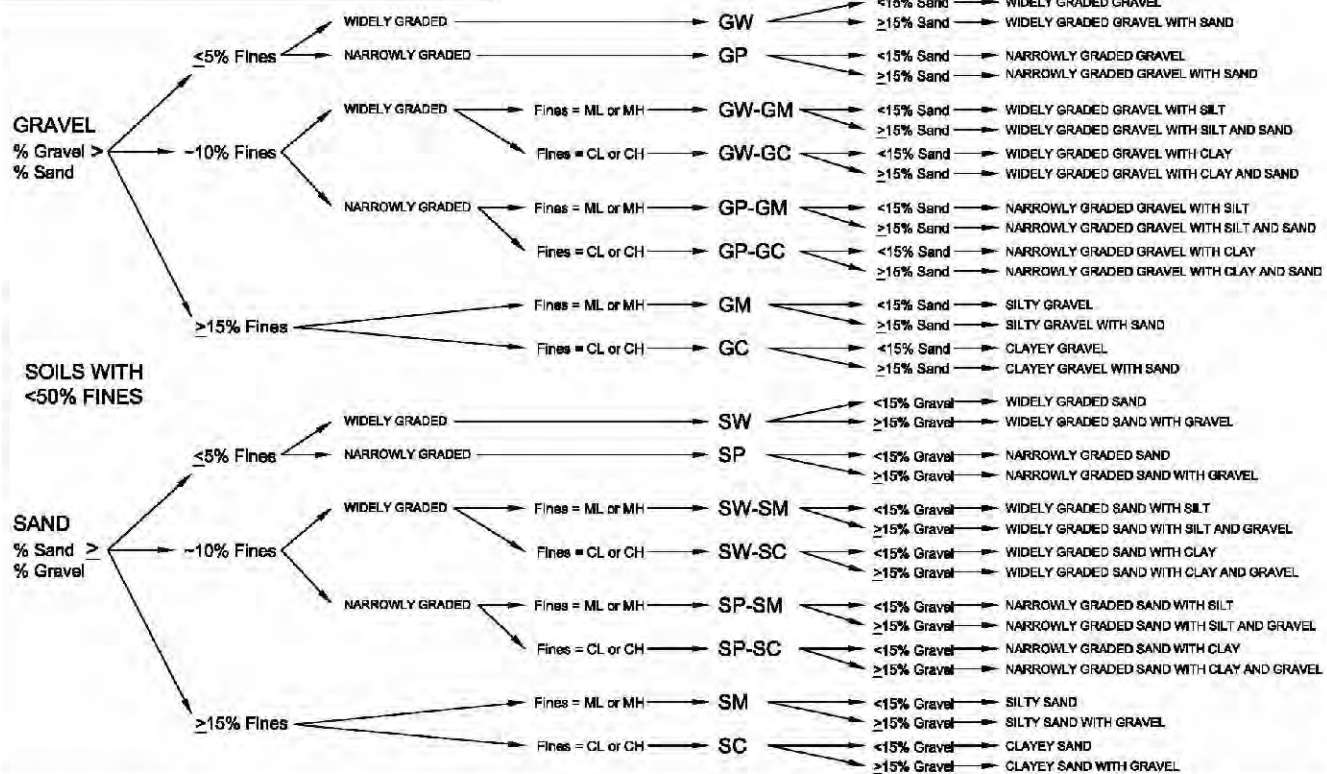 <15% Sand WIDELY GRADED GRAVEL
WIDELY GRADED GW ≥15% Sand WIDELY GRADED GRAVEL WITH SAND
≤5% Fines NARROWLY GRADED GP <15% Sand NARROWLY GRADED GRAVEL
≥15% Sand NARROWLY GRADED GRAVEL WITH SAND
WIDELY GRADED Fines = ML or MH GW-GM <15% Sand WIDELY GRADED GRAVEL WITH SILT
GRAVEL ≥15% Sand WIDELY GRADED GRAVEL WITH SILT AND SAND
% Gravel > ~10% Fines Fines = CL or CH GW-GC <15% Sand WIDELY GRADED GRAVEL WITH CLAY
% Sand ≥15% Sand WIDELY GRADED GRAVEL WITH CLAY AND SAND
NARROWLY GRADED Fines = ML or MH GP-GM <15% Sand NARROWLY GRADED GRAVEL WITH SILT
≥15% Sand NARROWLY GRADED GRAVEL WITH SILT AND SAND
Fines = CL or CH GP-GC <15% Sand NARROWLY GRADED GRAVEL WITH CLAY
≥15% Sand NARROWLY GRADED GRAVEL WITH CLAY AND SAND
Fines = ML or MH GM <15% Sand SILTY GRAVEL
≥15% Fines ≥15% Sand SILTY GRAVEL WITH SAND
Fines = CL or CH GC <15% Sand CLAYEY GRAVEL
≥15% Sand CLAYEY GRAVEL WITH SAND
SOILS WITH
<50% FINES
<15% Gravel WIDELY GRADED SAND
WIDELY GRADED SW ≥15% Gravel WIDELY GRADED SAND WITH GRAVEL
≤5% Fines NARROWLY GRADED SP <15% Gravel NARROWLY GRADED SAND
≥15% Gravel NARROWLY GRADED SAND WITH GRAVEL
WIDELY GRADED Fines = ML or MH SW-SM <15% Gravel WIDELY GRADED SAND WITH SILT
SAND ≥15% Gravel WIDELY GRADED SAND WITH SILT AND GRAVEL
% Sand ≥ ~10% Fines Fines = CL or CH SW-SC <15% Gravel WIDELY GRADED SAND WITH CLAY
% Gravel ≥15% Gravel WIDELY GRADED SAND WITH CLAY AND GRAVEL
NARROWLY GRADED Fines = ML or MH SP-SM <15% Gravel NARROWLY GRADED SAND WITH SILT
≥15% Gravel NARROWLY GRADED SAND WITH SILT AND GRAVEL
Fines = CL or CH SP-SC <15% Gravel NARROWLY GRADED SAND WITH CLAY
≥15% Gravel NARROWLY GRADED SAND WITH CLAY AND GRAVEL
Fines = ML or MH SM <15% Gravel SILTY SAND
≥15% Fines ≥15% Gravel SILTY SAND WITH GRAVEL
Fines = CL or CH SC <15% Gravel CLAYEY SAND
≥15% Gravel CLAYEY SAND WITH GRAVEL